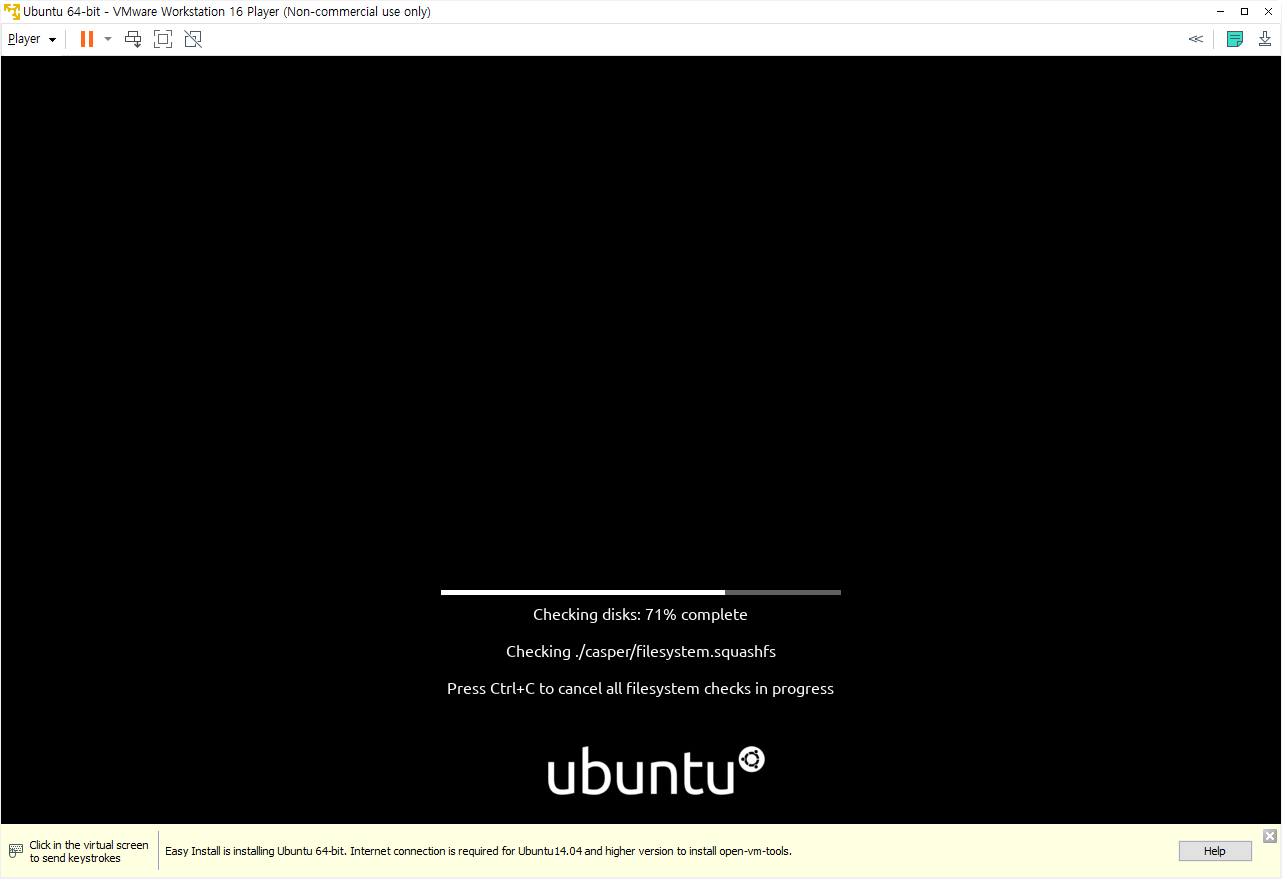 Ubuntu 64-bit - VMware Workstation 16 Player (Non-commercial use only)
Player
Checking disks: 71% complete
Checking ./casper/filesystem.squashfs
Press Ctrl+C to cancel all filesystem checks in progress
ubuntu
Click in the virtual screen
to send keystrokes
Easy Install is installing Ubuntu 64-bit. Internet connection is required for Ubuntu14.04 and higher version to install open-vm-tools.
Help